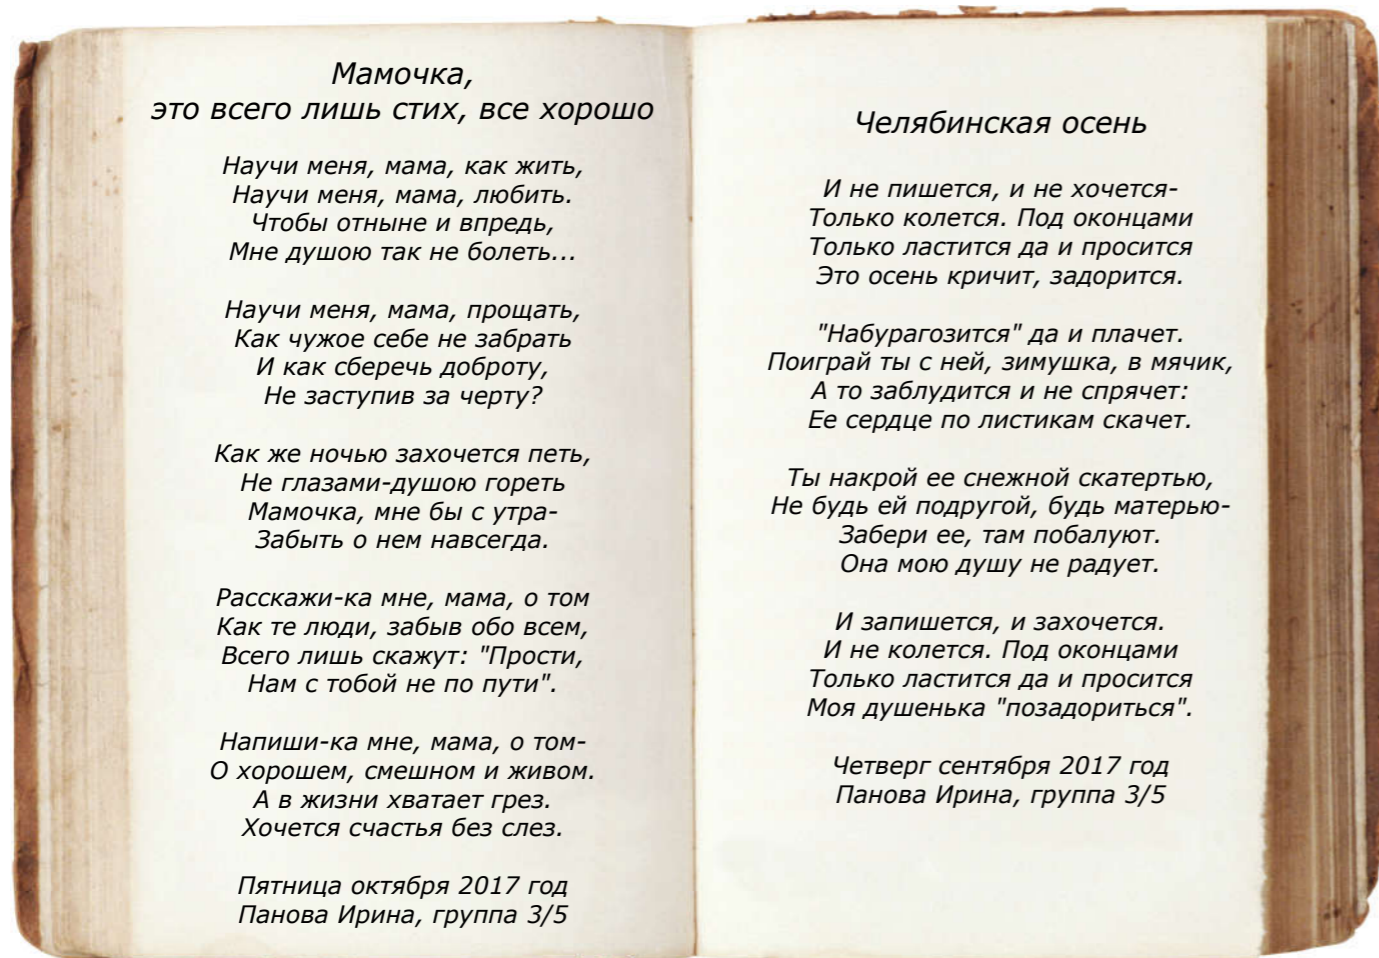 Мамочка,
это всего лишь стих, все хорошо
Научи меня, мама, как жить,
Научи меня, мама, любить.
Чтобы отныне и впредь,
Мне душою так не болеть...
Научи меня, мама, прощать,
Как чужое себе не забрать
И как сберечь доброту,
Не заступив за черту?
Как же ночью захочется петь,
Не глазами-душою гореть
Мамочка, мне бы с утра-
Забыть о нем навсегда.
Расскажи-ка мне, мама, о том
Как те люди, забыв обо всем,
Всего лишь скажут: "Прости,
Нам с тобой не по пути".
Напиши-ка мне, мама, о том-
О хорошем, смешном и живом.
А в жизни хватает грез.
Хочется счастья без слез.
Пятница октября 2017 год
Панова Ирина, группа 3/5
Челябинская осень
И не пишется, и не хочется-
Только колется. Под оконцами
Только ластится да и просится
Это осень кричит, задорится.
"Набурагозится" да и плачет.
Поиграй ты с ней, зимушка, в мячик,
А то заблудится и не спрячет:
Ее сердце по листикам скачет.
Ты накрой ее снежной скатертью,
Не будь ей подругой, будь матерью-
Забери ее, там побалуют.
Она мою душу не радует.
И запишется, и захочется.
И не колется. Под оконцами
Только ластится да и просится
Моя душенька "позадориться".
Четверг сентября 2017 год
Панова Ирина, группа 3/5